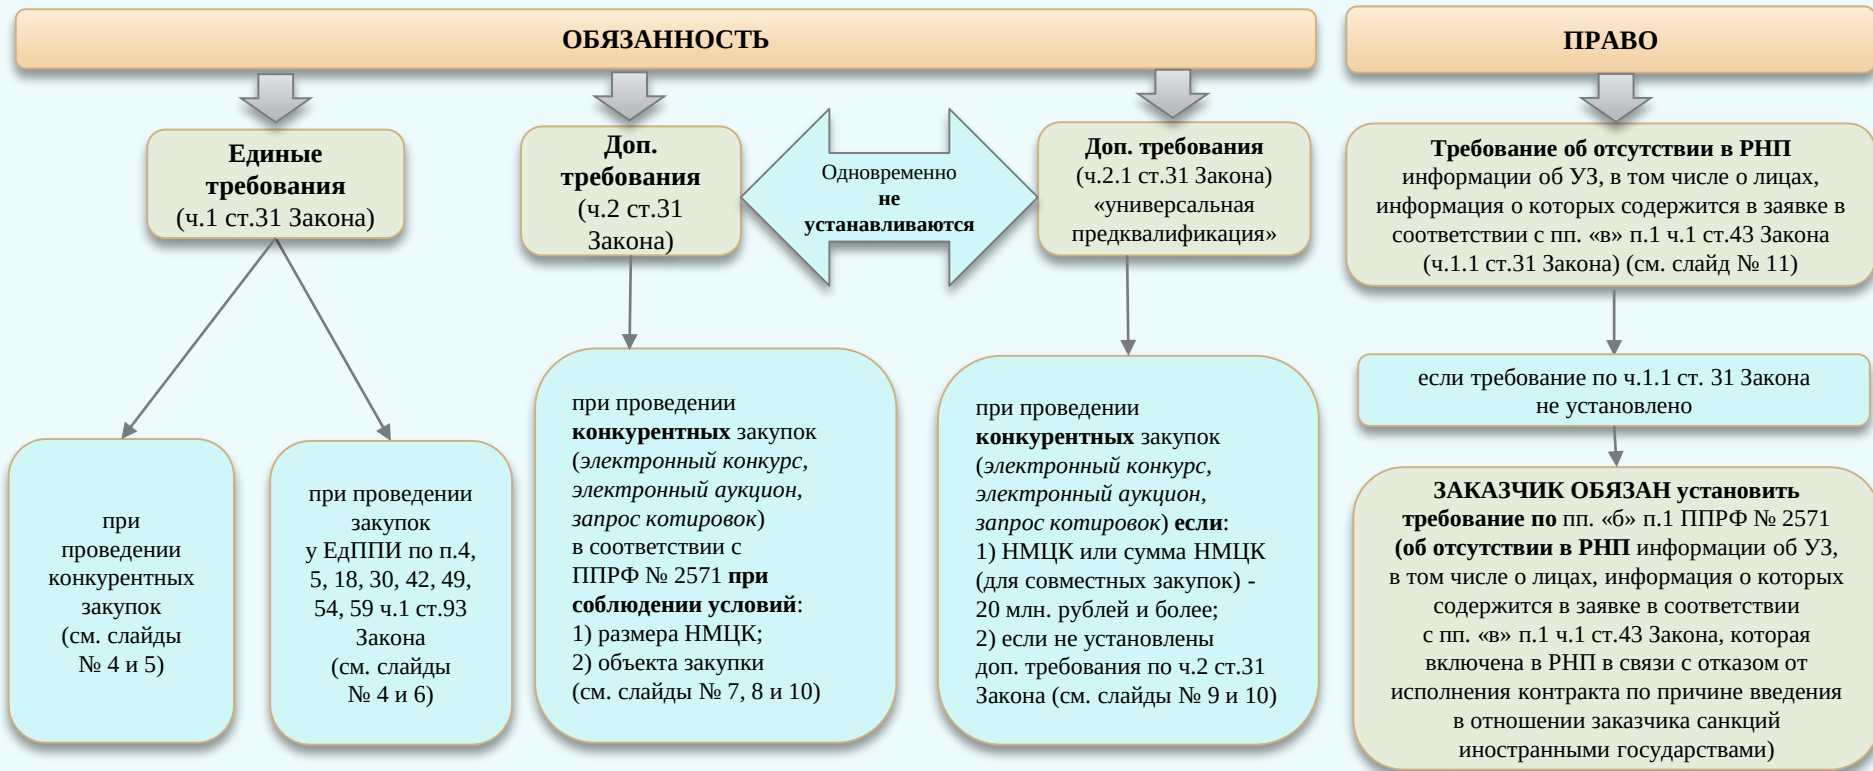 ОБЯЗАННОСТЬ
ПРАВО
Единые
требования
(ч.1 ст.31 Закона)
Доп.
требования
(ч.2 ст.31
Закона)
Одновременно
не
устанавливаются
Доп. требования
(ч.2.1 ст.31 Закона)
«универсальная
предквалификация»
Требование об отсутствии в РНП
информации об УЗ, в том числе о лицах,
информация о которых содержится в заявке в
соответствии с пп. «в» п.1 ч.1 ст.43 Закона
(ч.1.1 ст.31 Закона) (см. слайд № 11)
при
проведении
конкурентных
закупок
(см. слайды
№ 4 и 5)
при проведении
закупок
у ЕдППИ по п.4,
5, 18, 30, 42, 49,
54, 59 ч.1 ст.93
Закона
(см. слайды
№ 4 и 6)
при проведении
конкурентных закупок
(электронный конкурс,
электронный аукцион,
запрос котировок)
в соответствии с
ППРФ № 2571 при
соблюдении условий:
1) размера НМЦК;
2) объекта закупки
(см. слайды № 7, 8 и 10)
при проведении
конкурентных закупок
(электронный конкурс,
электронный аукцион,
запрос котировок) если:
1) НМЦК или сумма НМЦК
(для совместных закупок) -
20 млн. рублей и более;
2) если не установлены
доп. требования по ч.2 ст.31
Закона (см. слайды № 9 и 10)
если требование по ч.1.1 ст. 31 Закона
не установлено
ЗАКАЗЧИК ОБЯЗАН установить
требование по пп. «б» п.1 ППРФ № 2571
(об отсутствии в РНП информации об УЗ,
в том числе о лицах, информация о которых
содержится в заявке в соответствии
с пп. «в» п.1 ч.1 ст.43 Закона, которая
включена в РНП в связи с отказом от
исполнения контракта по причине введения
в отношении заказчика санкций
иностранными государствами)